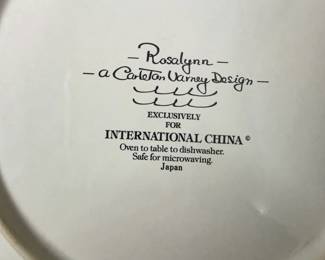 - Rosalynn -
- a Carleton Varney Design -
EXCLUSIVELY
FOR
INTERNATIONAL CHINA ©
Oven to table to dishwasher.
Safe for microwaving.
Japan